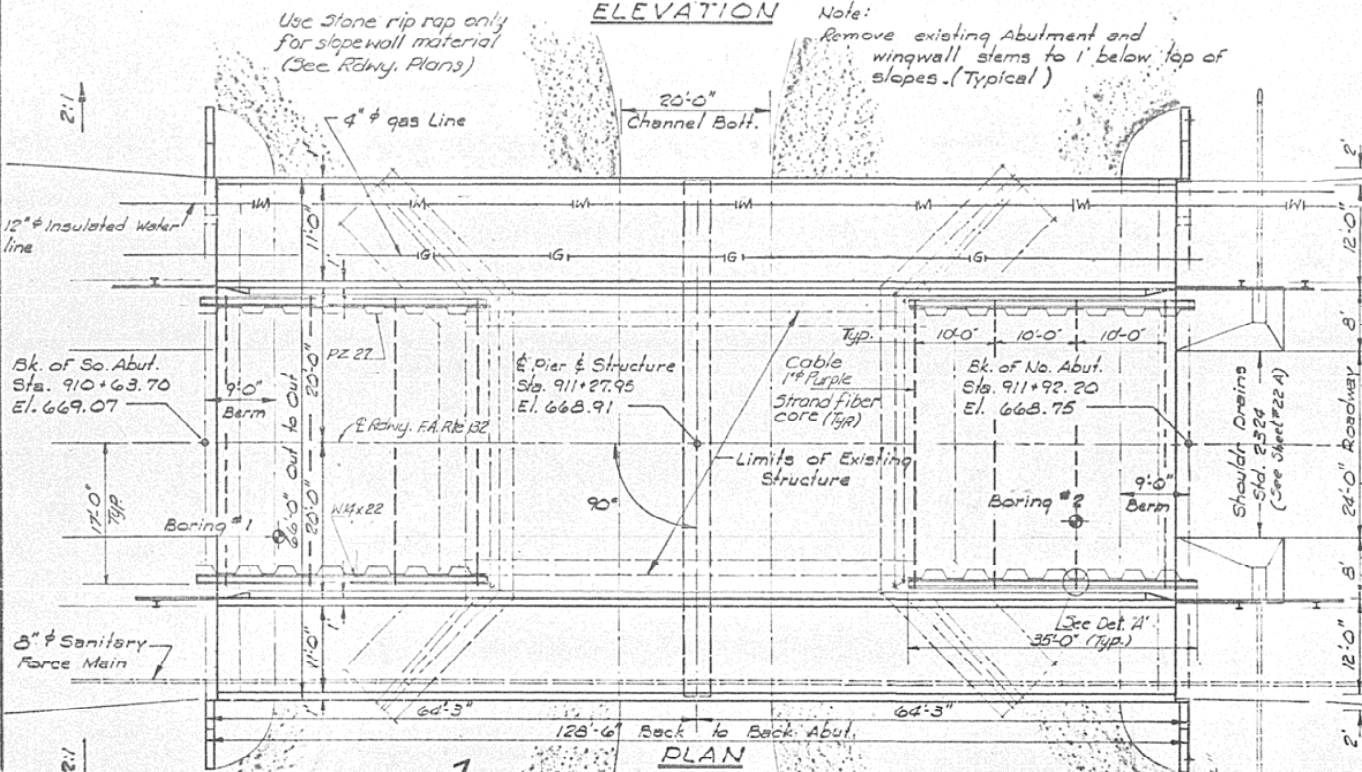 ELEVATION
Use Stone rip rap only
for slopewall material
(See Rdwy. Plans)
Note:
Remove existing Abutment and
wingwall stems to 1' below top of
slopes. (Typical)
2:1
4" ϕ gas Line
20'-0"
Channel Bott.
2'
1'
12" ϕ Insulated Water
line
W W W W W W W W
11'-0"
12'-0"
G G G G
1'
PZ 27
Typ. 10'-0" 10'-0" 10'-0"
8'
Bk. of So. Abut.
Sta. 910+63.70
El. 669.07
9'-0"
Berm
66'-0" Out to Out
20'-0"
℄ Pier & Structure
Sta. 911+27.95
El. 668.91
Cable
1"ϕ Purple
Strand fiber
core (Typ.)
Bk. of No. Abut.
Sta. 911+92.20
El. 668.75
Should'r Drains
Std. 2324
(See Sheet #22 A)
24'-0" Roadway
℄ Rdwy. F.A. Rte 132
Limits of Existing
Structure
17'-0"
Typ.
Boring #1
20'-0"
W14x22
90°
Boring #2
9'-0"
Berm
8'
1'
See Det. 'A'
35'-0" (Typ.)
8" ϕ Sanitary
Force Main
11'-0"
12'-0"
1'
64'-3" 64'-3"
128'-6" Back to Back Abut.
2:1
2'
PLAN